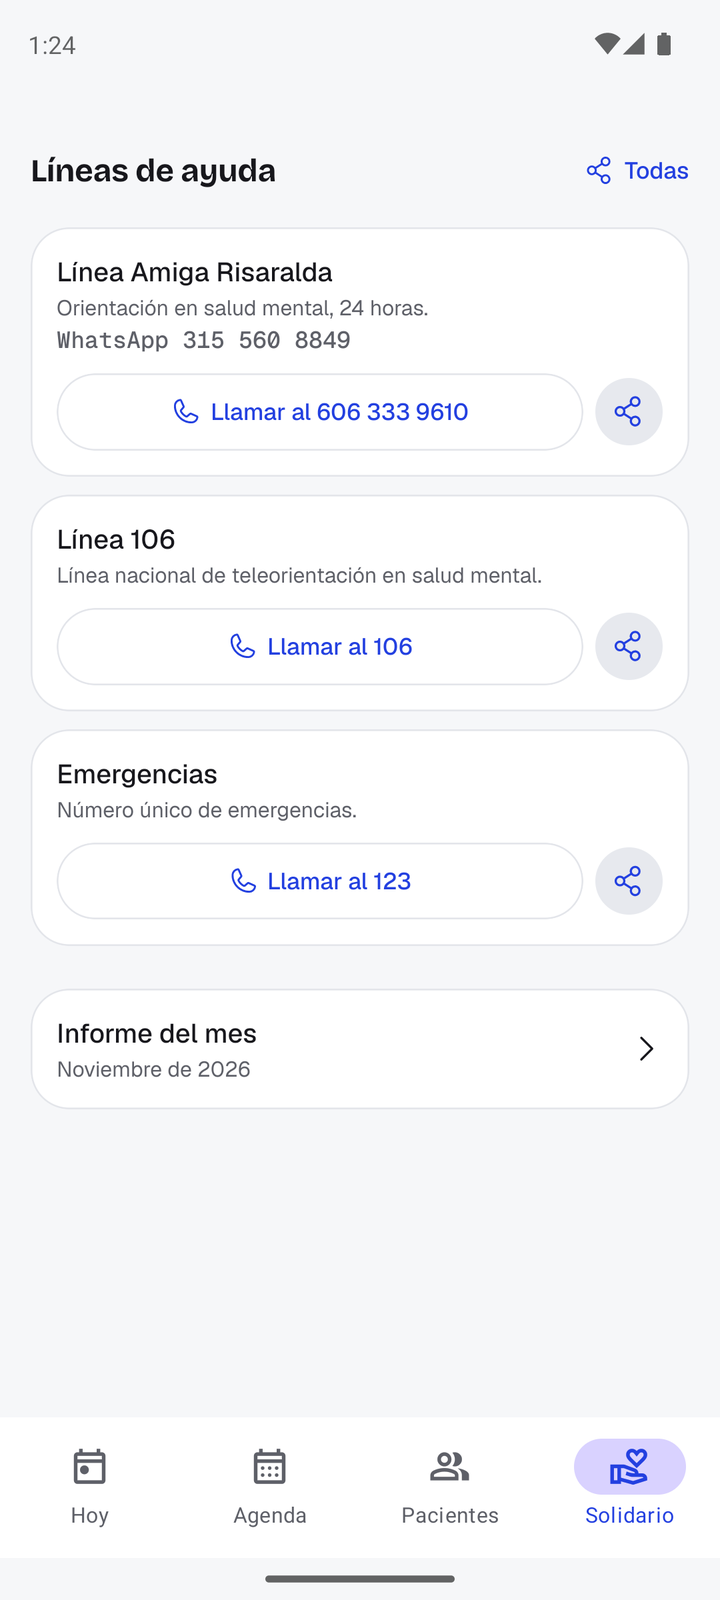 1:24
Líneas de ayuda
Todas
Línea Amiga Risaralda
Orientación en salud mental, 24 horas.
WhatsApp 315 560 8849
Llamar al 606 333 9610
Línea 106
Línea nacional de teleorientación en salud mental.
Llamar al 106
Emergencias
Número único de emergencias.
Llamar al 123
Informe del mes
Noviembre de 2026
Hoy
Agenda
Pacientes
Solidario